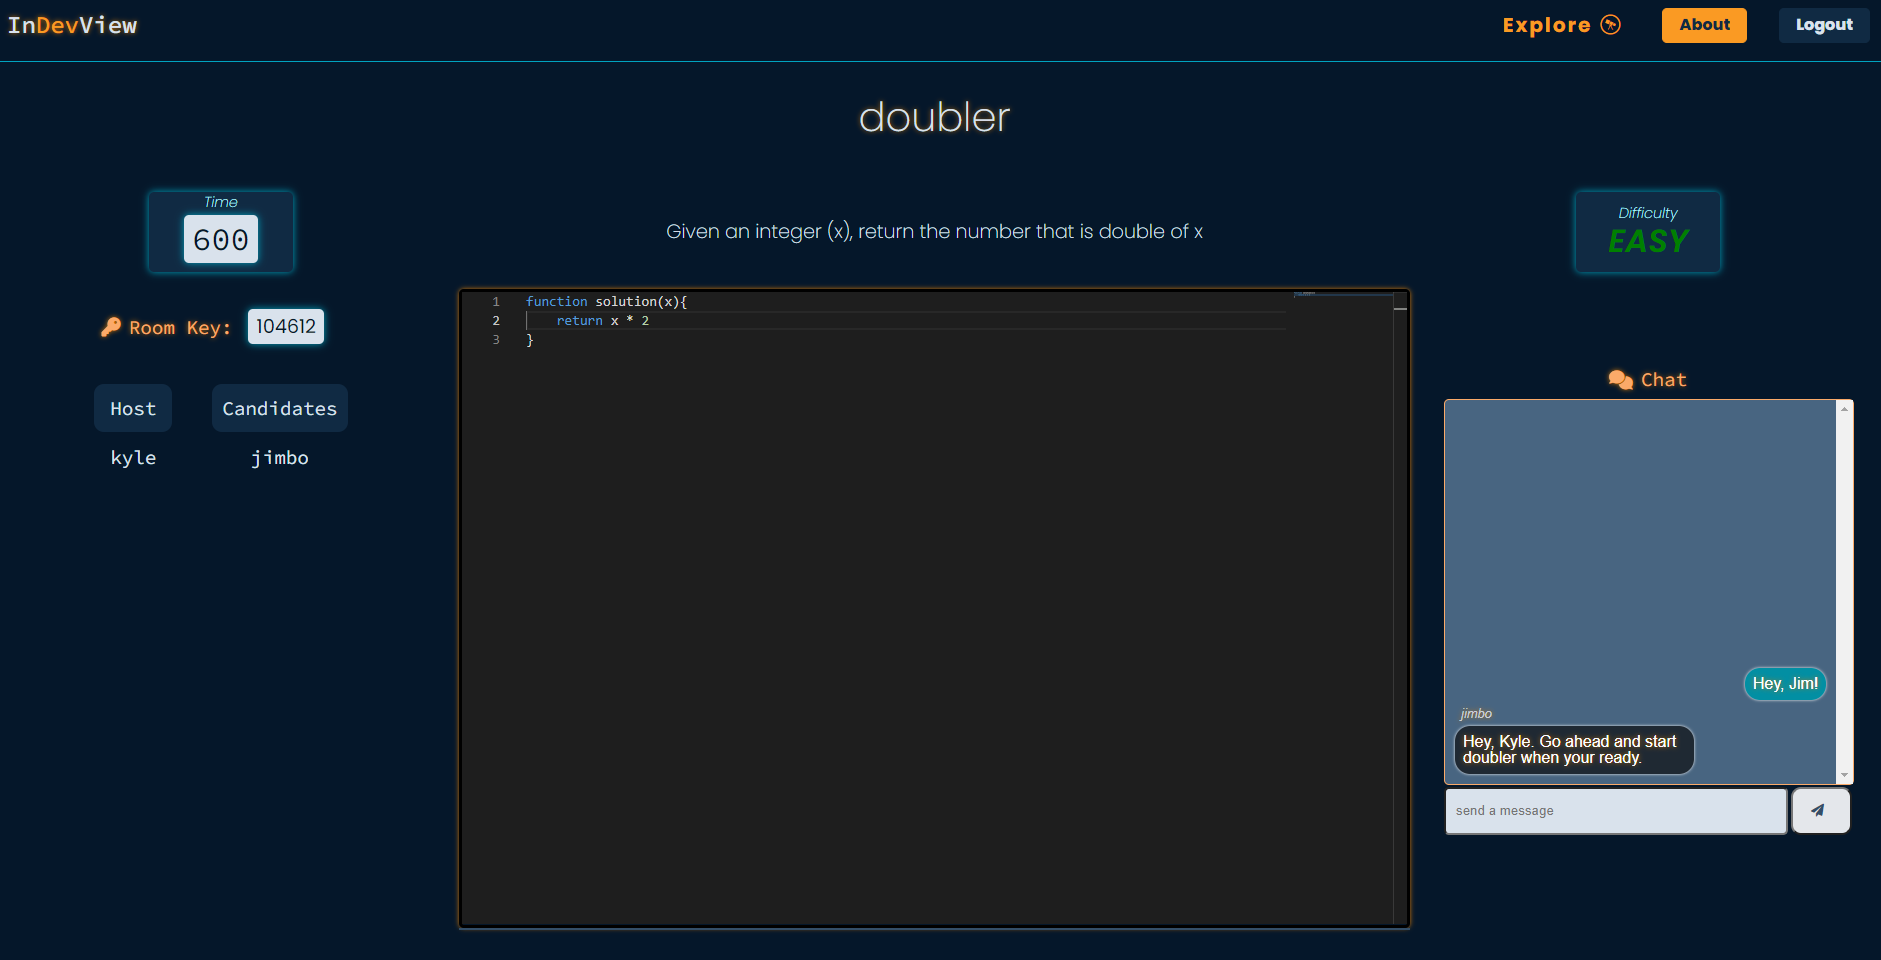 InDevView
Explore
About
Logout
doubler
Time
600
Given an integer (x), return the number that is double of x
Difficulty
EASY
Room Key: 104612
Host
Candidates
kyle
jimbo
1 function solution(x){
2 return x * 2
3 }
Chat
Hey, Jim!
jimbo
Hey, Kyle. Go ahead and start
doubler when your ready.
send a message